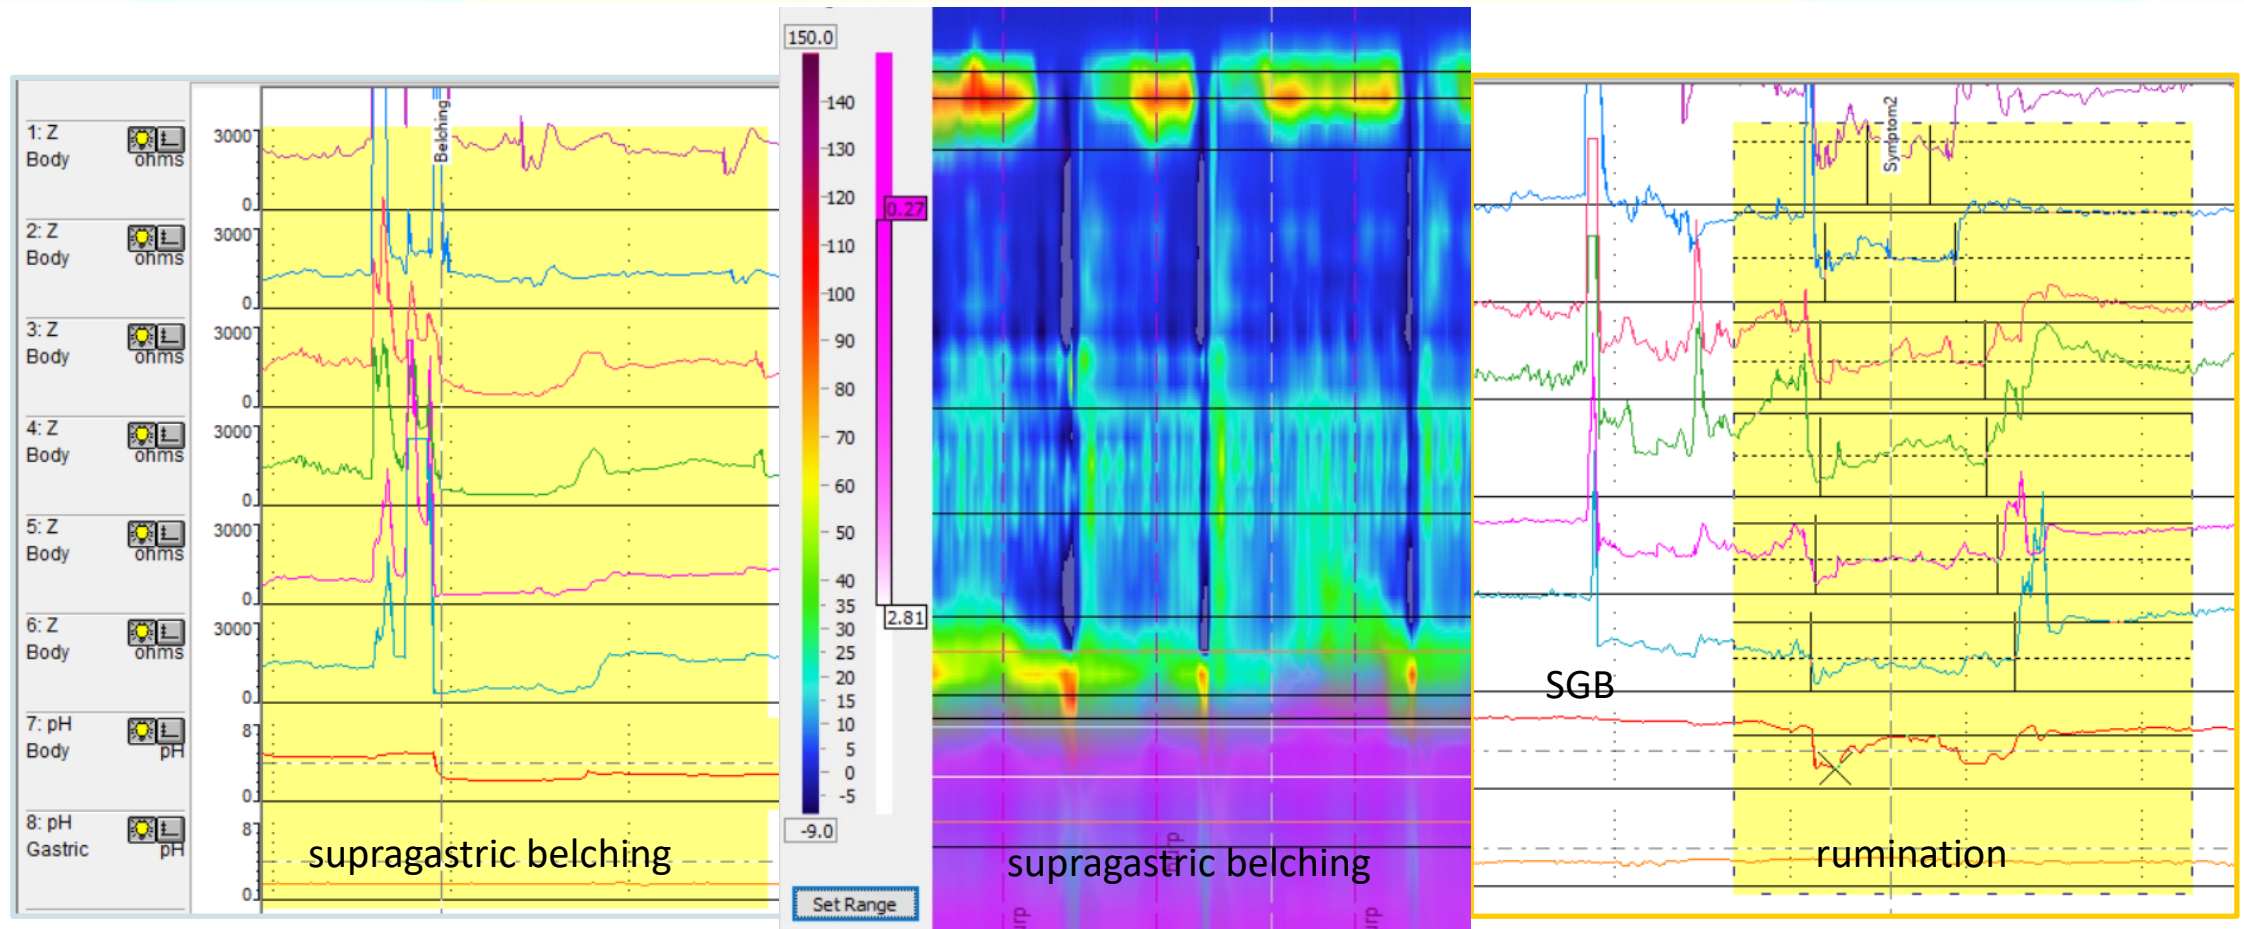 1: Z
Body
ohms
3000
0
2: Z
Body
ohms
3000
0
3: Z
Body
ohms
3000
0
4: Z
Body
ohms
3000
0
5: Z
Body
ohms
3000
0
6: Z
Body
ohms
3000
0
7: pH
Body
pH
8
0
8: pH
Gastric
pH
8
0
Belching
supragastric belching
150.0
140
130
120
110
100
90
80
70
60
50
40
35
30
25
20
15
10
5
0
-5
-9.0
0.27
2.81
Set Range
supragastric belching
Symptom2
SGB
rumination